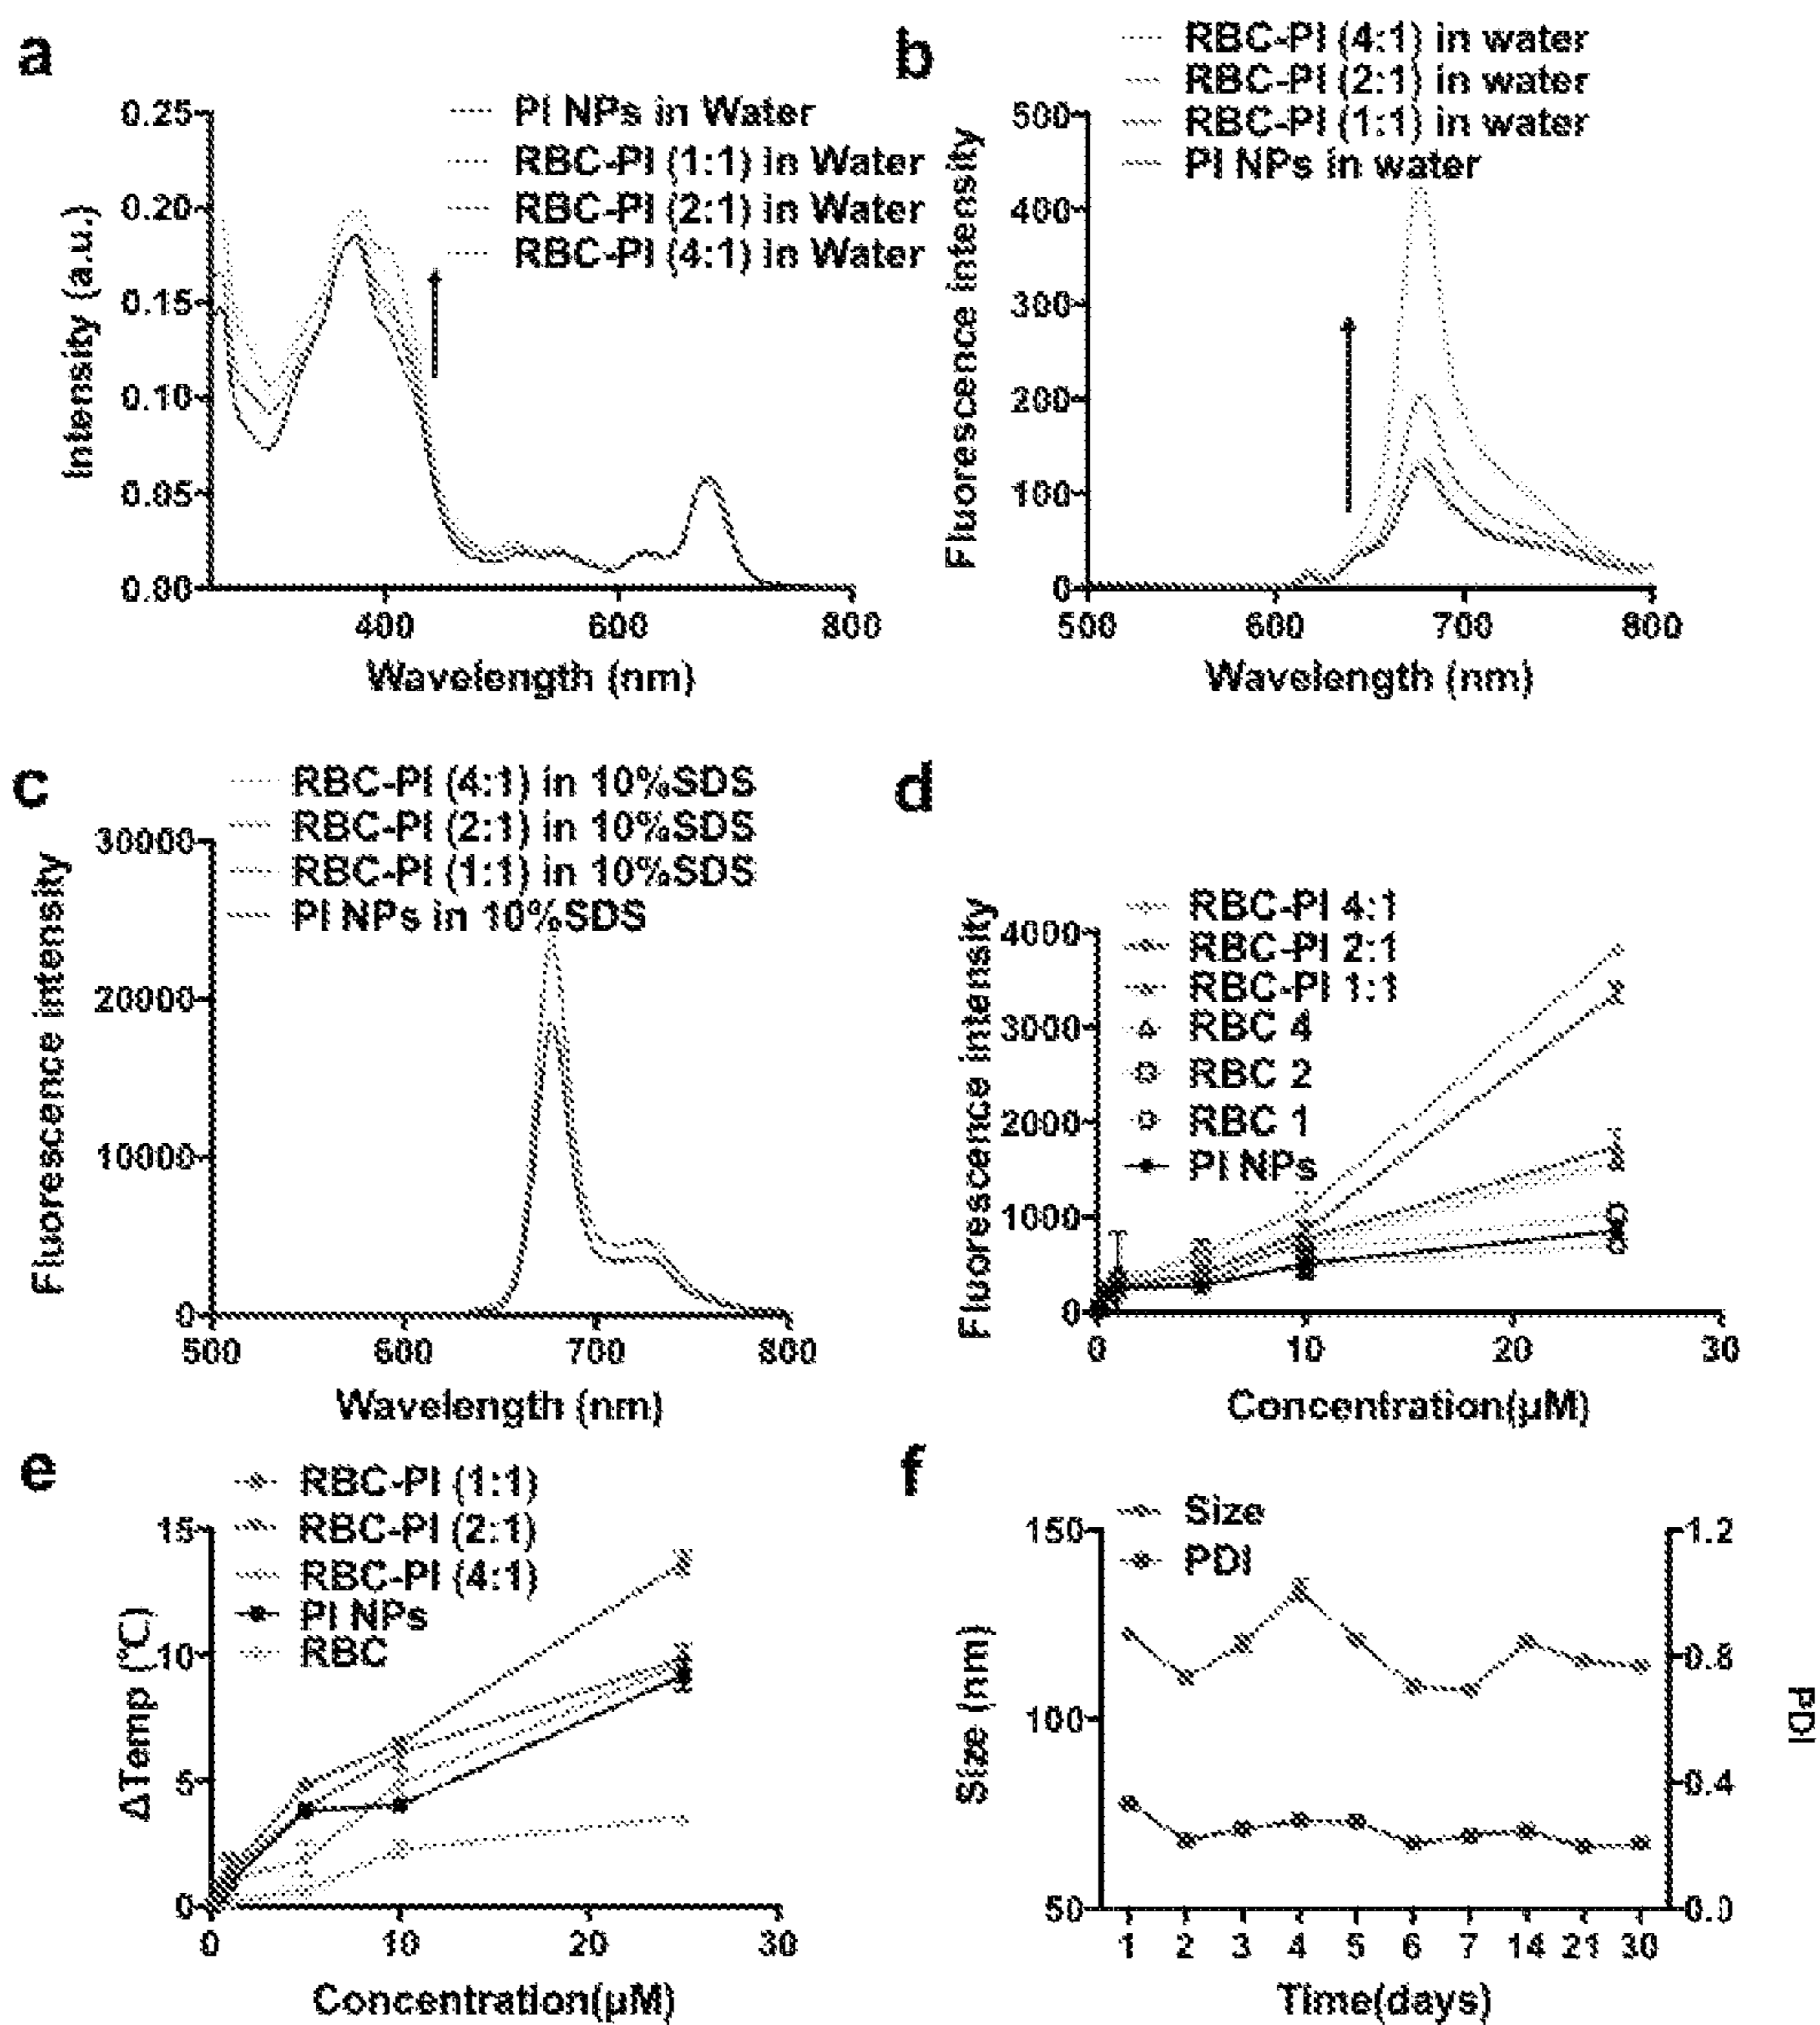 a
PI NPs in Water
RBC-PI (1:1) in Water
RBC-PI (2:1) in Water
RBC-PI (4:1) in Water
Intensity (a.u.)
0.25
0.20
0.15
0.10
0.05
0.00
400 600 800
Wavelength (nm)
b
RBC-PI (4:1) in water
RBC-PI (2:1) in water
RBC-PI (1:1) in water
PI NPs in water
Fluorescence intensity
500
400
300
200
100
0
500 600 700 800
Wavelength (nm)
c
RBC-PI (4:1) in 10%SDS
RBC-PI (2:1) in 10%SDS
RBC-PI (1:1) in 10%SDS
PI NPs in 10%SDS
Fluorescence intensity
30000
20000
10000
0
500 600 700 800
Wavelength (nm)
d
RBC-PI 4:1
RBC-PI 2:1
RBC-PI 1:1
RBC 4
RBC 2
RBC 1
PI NPs
Fluorescence intensity
4000
3000
2000
1000
0
0 10 20 30
Concentration(µM)
e
RBC-PI (1:1)
RBC-PI (2:1)
RBC-PI (4:1)
PI NPs
RBC
ΔTemp (°C)
15
10
5
0
0 10 20 30
Concentration(µM)
f
Size
PDI
Size (nm)
150
100
50
1.2
0.8
0.4
0.0
PDI
1 2 3 4 5 6 7 14 21 30
Time(days)